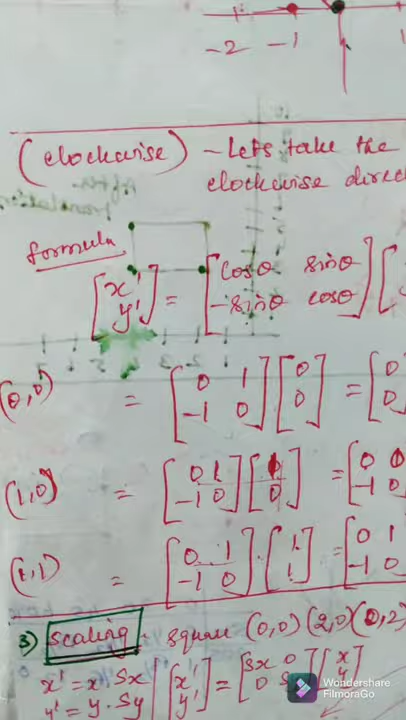 -2 -1
(clockwise) - Lets take the
clockwise direc
formula
[x' y'] = [cosθ sinθ -sinθ cosθ] [
(0,0) = [0 1 -1 0] [0 0] = [0 0
(1,0) = [0 1 -1 0] [1 0] = [0 0 -1 0
(1,1) = [0 1 -1 0] . [1 1] = [0 1 -1 0
3) scaling - square (0,0) (2,0) (0,2)
x' = x. Sx [x' y'] = [Sx 0 0 S] [x y]
y' = y. Sy
Wondershare
FilmoraGo